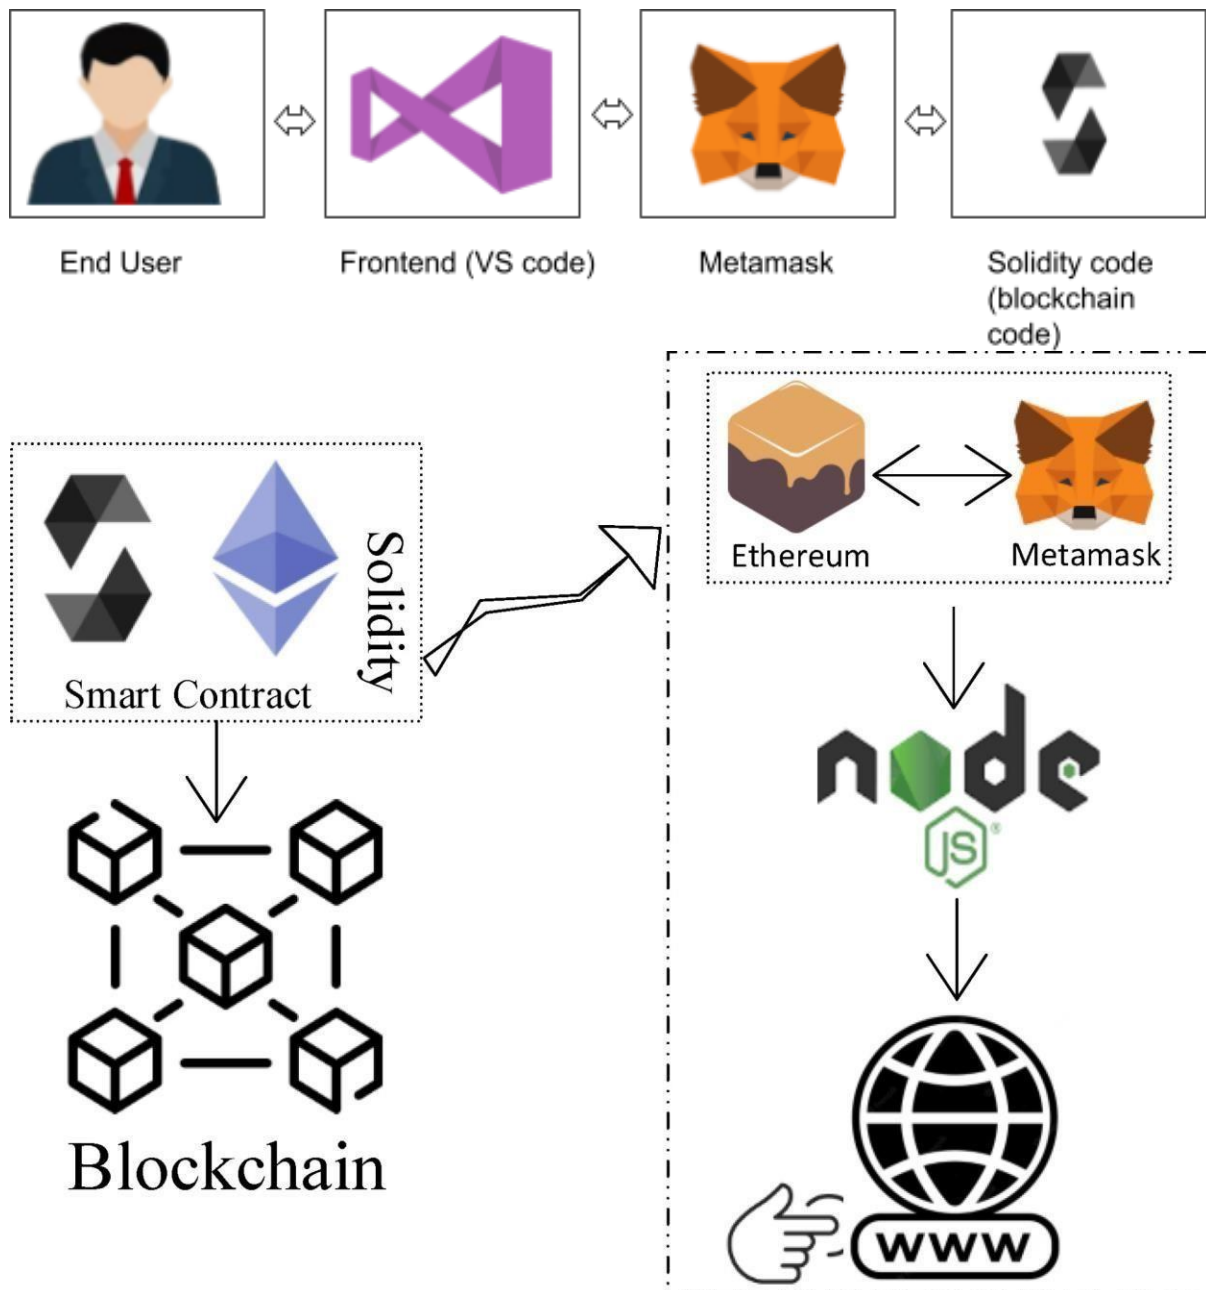 End User
Frontend (VS code)
Metamask
Solidity code
(blockchain
code)
Smart Contract
Solidity
Ethereum
Metamask
node
JS®
Blockchain
www